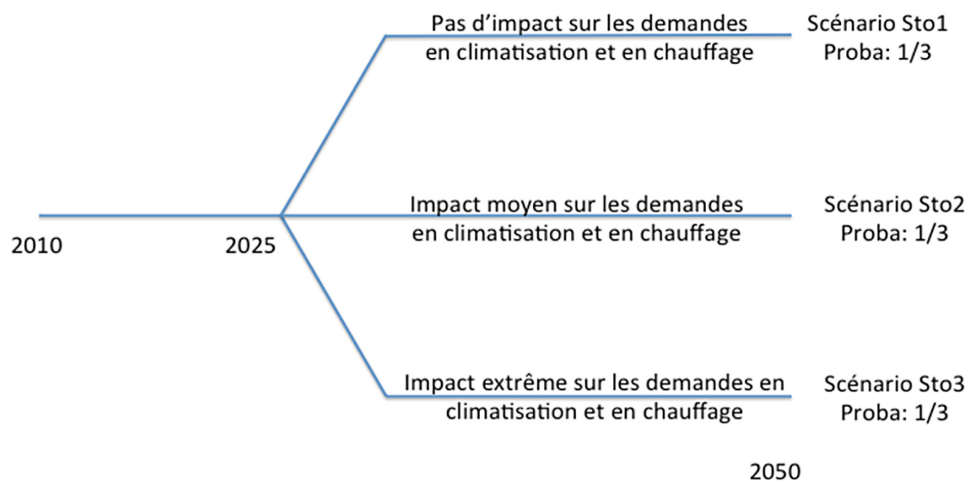 Pas d'impact sur les demandes
en climatisation et en chauffage
Scénario Sto1
Proba: 1/3
Impact moyen sur les demandes
en climatisation et en chauffage
Scénario Sto2
Proba: 1/3
2010
2025
Impact extrême sur les demandes en
climatisation et en chauffage
Scénario Sto3
Proba: 1/3
2050